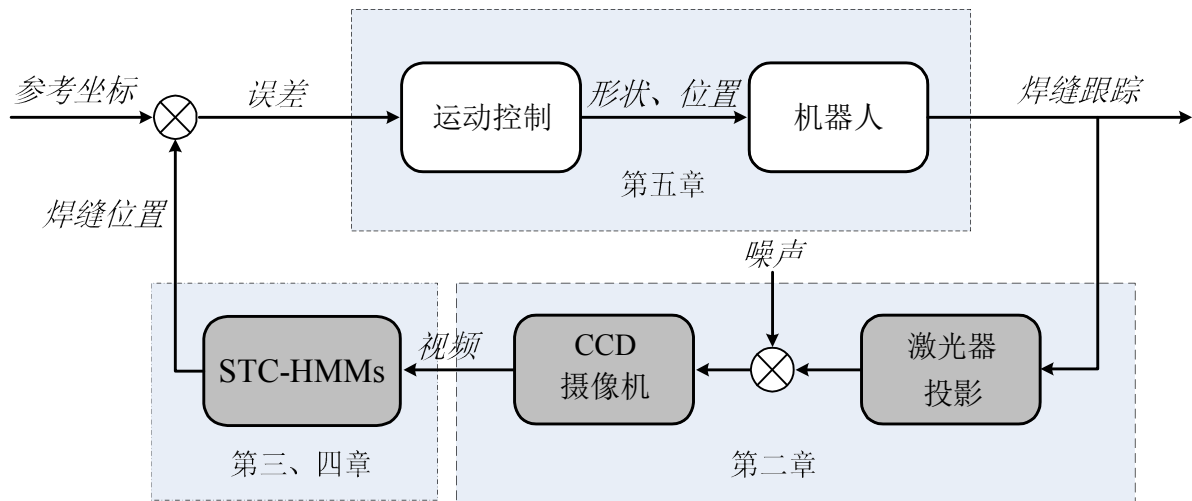 参考坐标
误差
运动控制
形状、位置
机器人
焊缝跟踪
第五章
焊缝位置
噪声
STC-HMMs
视频
CCD
摄像机
激光器
投影
第三、四章
第二章